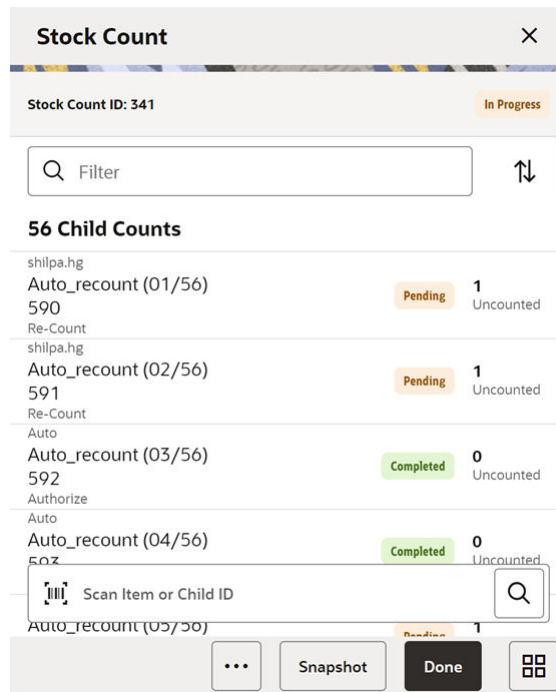 Stock Count
Stock Count ID: 341
In Progress
Filter
56 Child Counts
shilpa.hg
Auto_recount (01/56)
590
Re-Count
Pending
1
Uncounted
shilpa.hg
Auto_recount (02/56)
591
Re-Count
Pending
1
Uncounted
Auto
Auto_recount (03/56)
592
Authorize
Completed
0
Uncounted
Auto
Auto_recount (04/56)
593
Completed
0
Uncounted
Scan Item or Child ID
Auto_recount (05/56)
Pending
1
Snapshot
Done